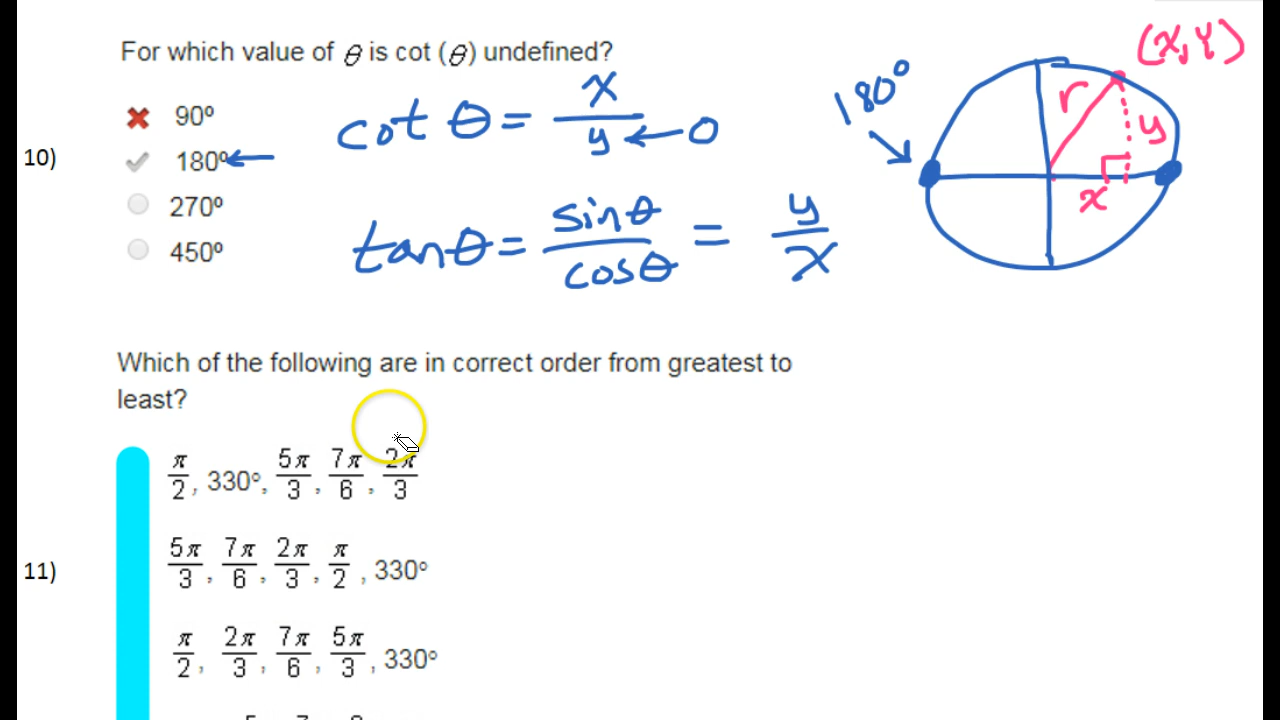 For which value of θ is cot (θ) undefined?
(x, y)
180°
10)
90º
180º
270º
450º
cot θ = x/y ← 0
tanθ = sinθ/cosθ = y/x
r
y
x
Which of the following are in correct order from greatest to
least?
11)
π/2, 330º, 5π/3, 7π/6, 2π/3
5π/3, 7π/6, 2π/3, π/2, 330º
π/2, 2π/3, 7π/6, 5π/3, 330º